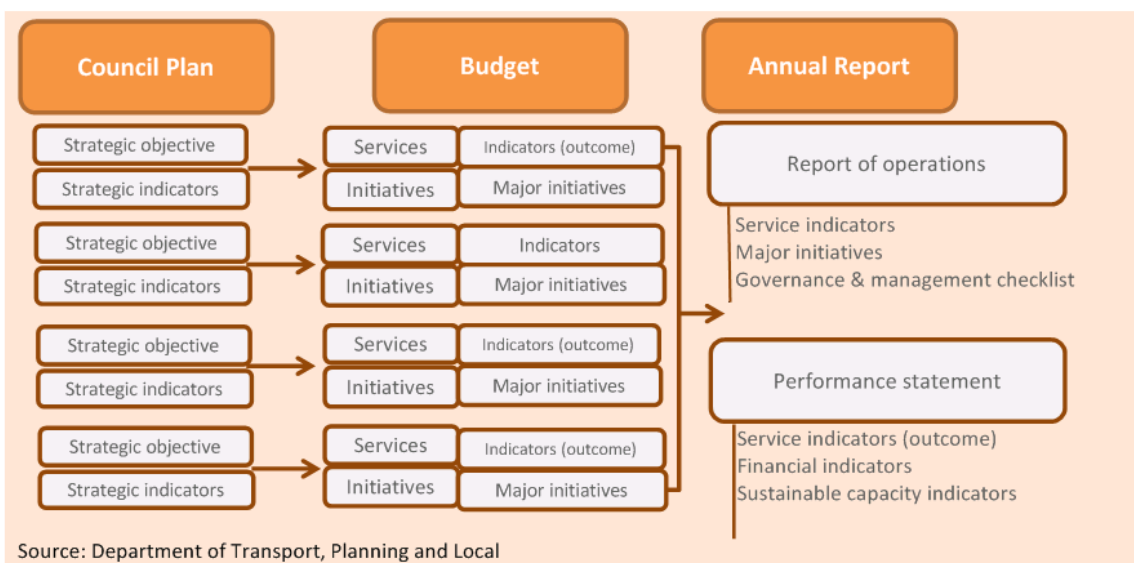 Council Plan
Budget
Annual Report
Strategic objective
Strategic indicators
Services
Indicators (outcome)
Initiatives
Major initiatives
Strategic objective
Strategic indicators
Services
Indicators
Initiatives
Major initiatives
Strategic objective
Strategic indicators
Services
Indicators (outcome)
Initiatives
Major initiatives
Strategic objective
Strategic indicators
Services
Indicators (outcome)
Initiatives
Major initiatives
Report of operations
Service indicators
Major initiatives
Governance & management checklist
Performance statement
Service indicators (outcome)
Financial indicators
Sustainable capacity indicators
Source: Department of Transport, Planning and Local